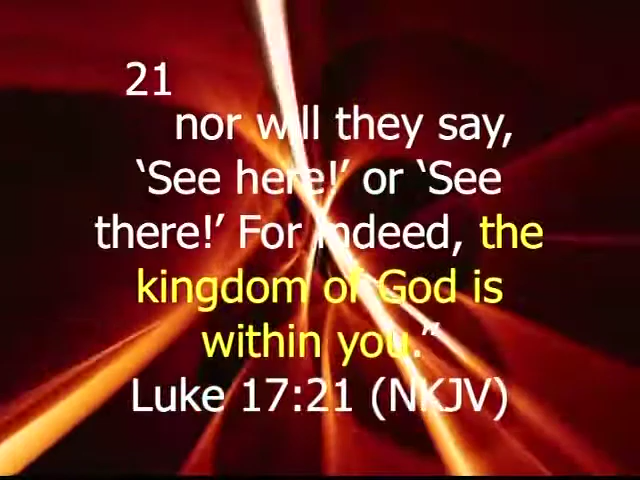 21
nor will they say,
‘See here!’ or ‘See
there!’ For indeed, the
kingdom of God is
within you.”
Luke 17:21 (NKJV)